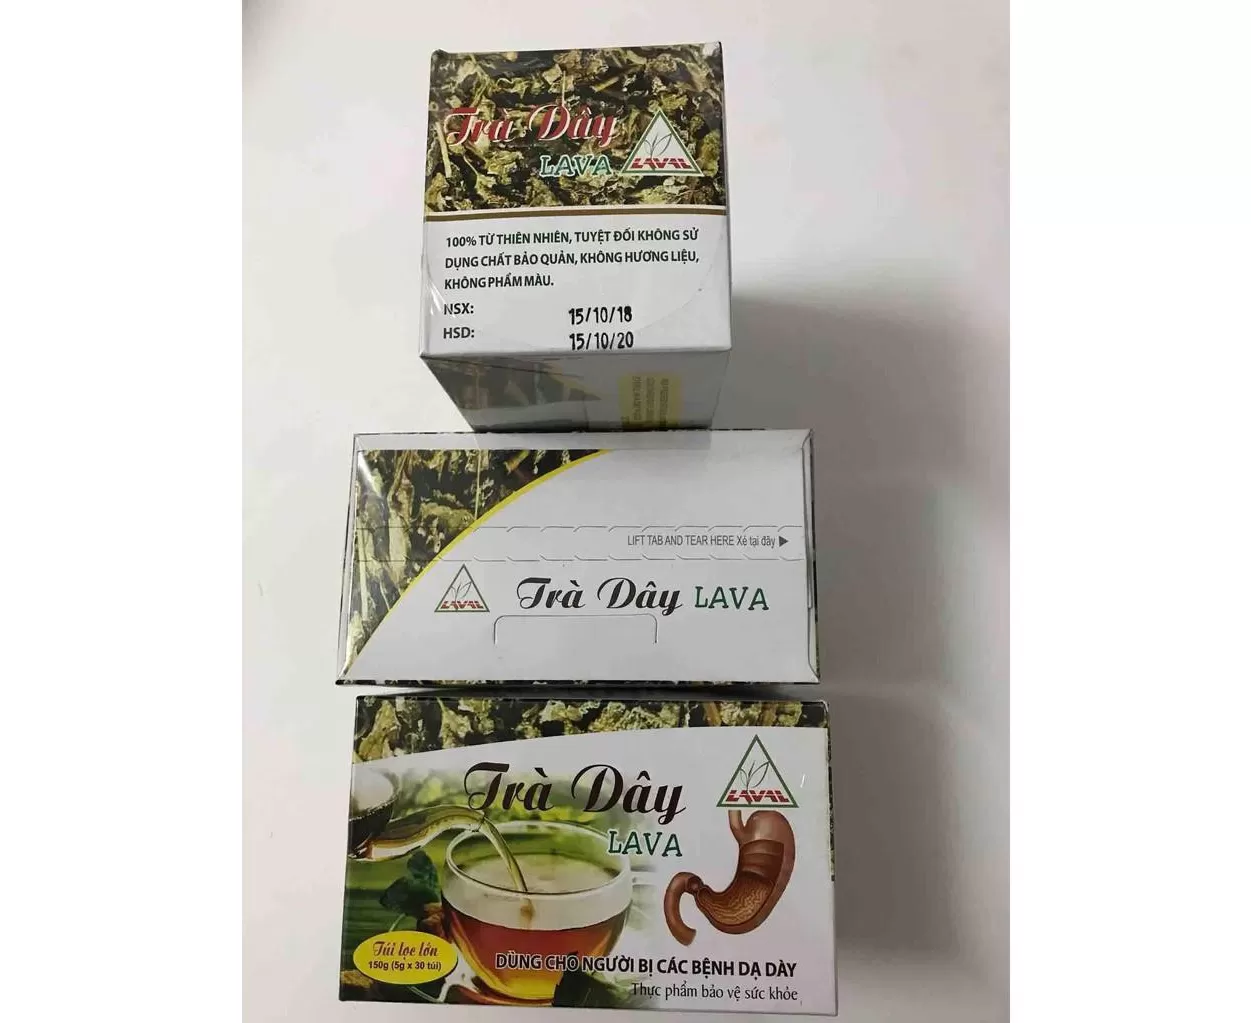 Trà Dây
LAVA
LAVAL
100% TỪ THIÊN NHIÊN, TUYỆT ĐỐI KHÔNG SỬ
DỤNG CHẤT BẢO QUẢN, KHÔNG HƯƠNG LIỆU,
KHÔNG PHẨM MÀU.
NSX: 15/10/18
HSD: 15/10/20
LIFT TAB AND TEAR HERE Xé tại đây
LAVAL
Trà Dây LAVA
Trà Dây
LAVA
LAVAL
Túi lọc lớn
150g (5g x 30 túi)
DÙNG CHO NGƯỜI BỊ CÁC BỆNH DẠ DÀY
Thực phẩm bảo vệ sức khỏe